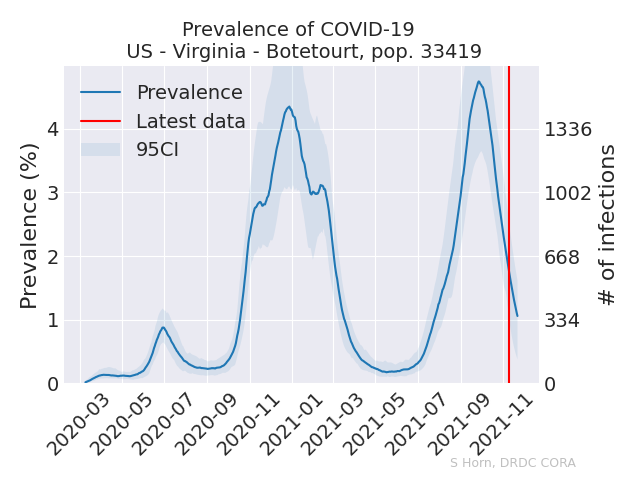 Prevalence of COVID-19
US - Virginia - Botetourt, pop. 33419
Prevalence
Latest data
95CI
Prevalence (%)
4
3
2
1
0
1336
1002
668
334
0
# of infections
2020-03
2020-05
2020-07
2020-09
2020-11
2021-01
2021-03
2021-05
2021-07
2021-09
2021-11
S Horn, DRDC CORA